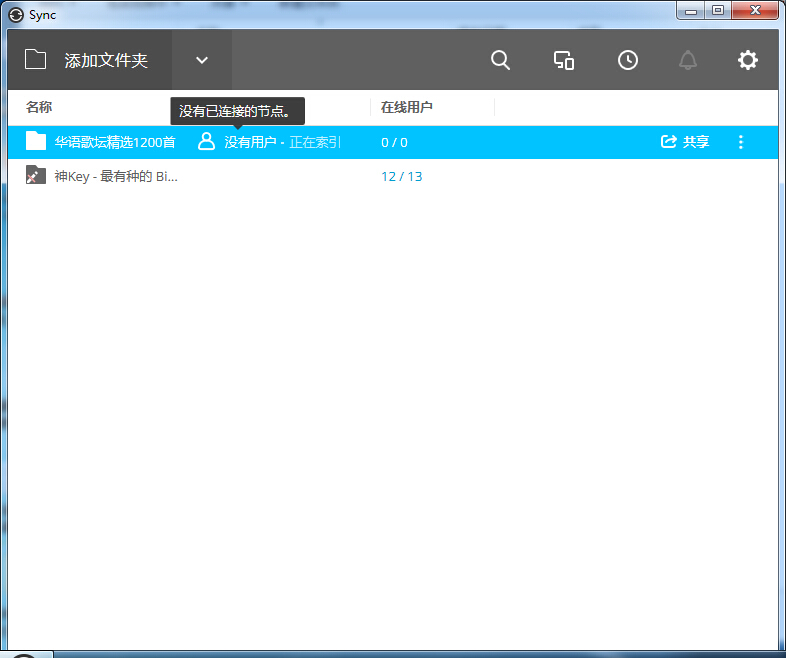 Sync
添加文件夹
名称
没有已连接的节点。
在线用户
华语歌坛精选1200首 没有用户 - 正在索引 0 / 0 共享
神Key - 最有种的 Bi... 12 / 13